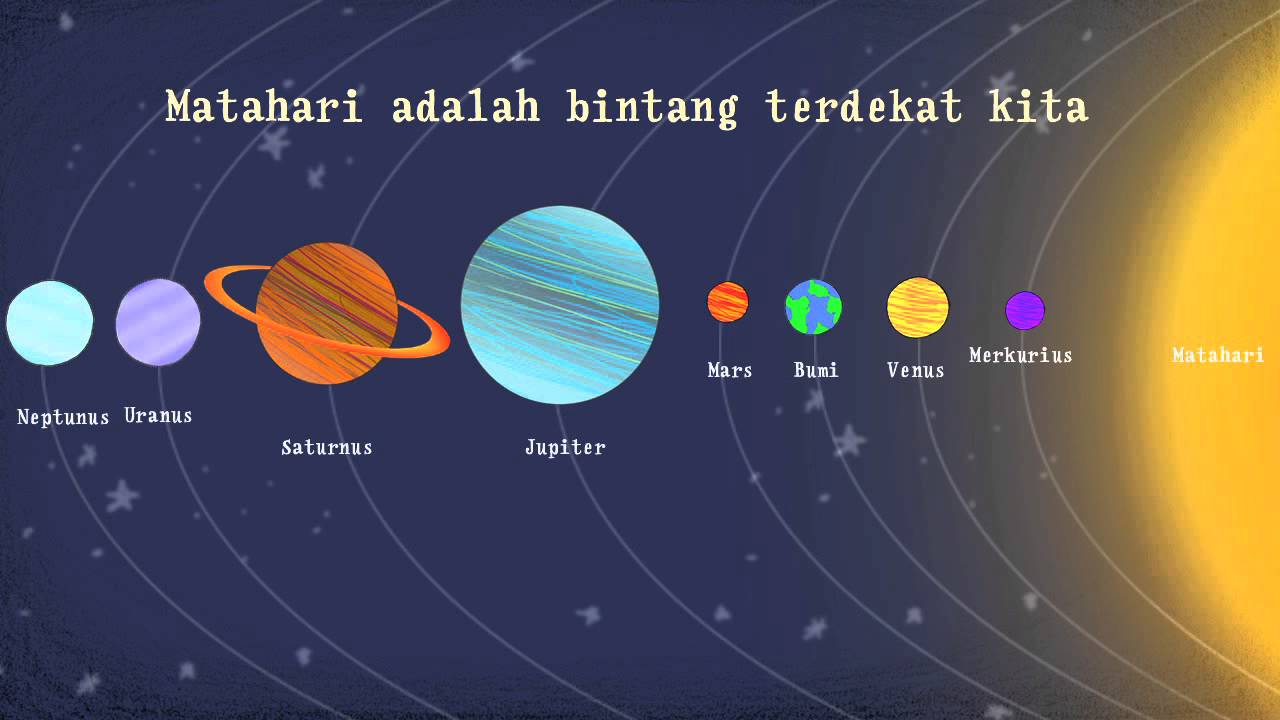 Matahari adalah bintang terdekat kita
Neptunus
Uranus
Saturnus
Jupiter
Mars
Bumi
Venus
Merkurius
Matahari